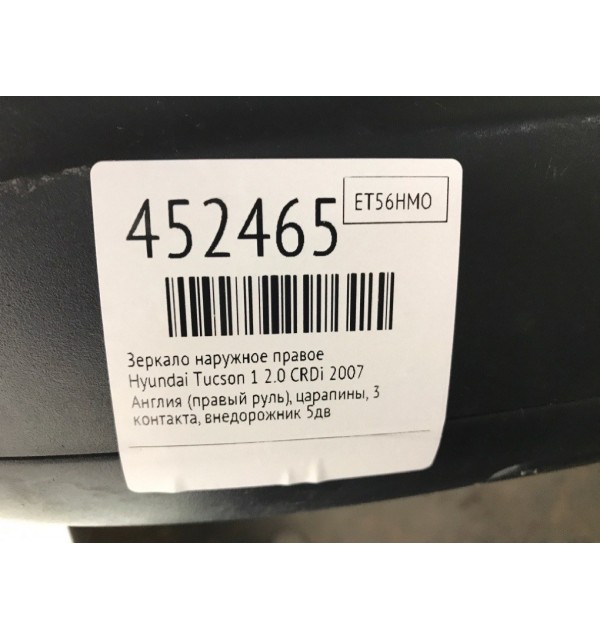 452465
ET56HMO
Зеркало наружное правое
Hyundai Tucson 1 2.0 CRDi 2007
Англия (правый руль), царапины, 3
контакта, внедорожник 5дв